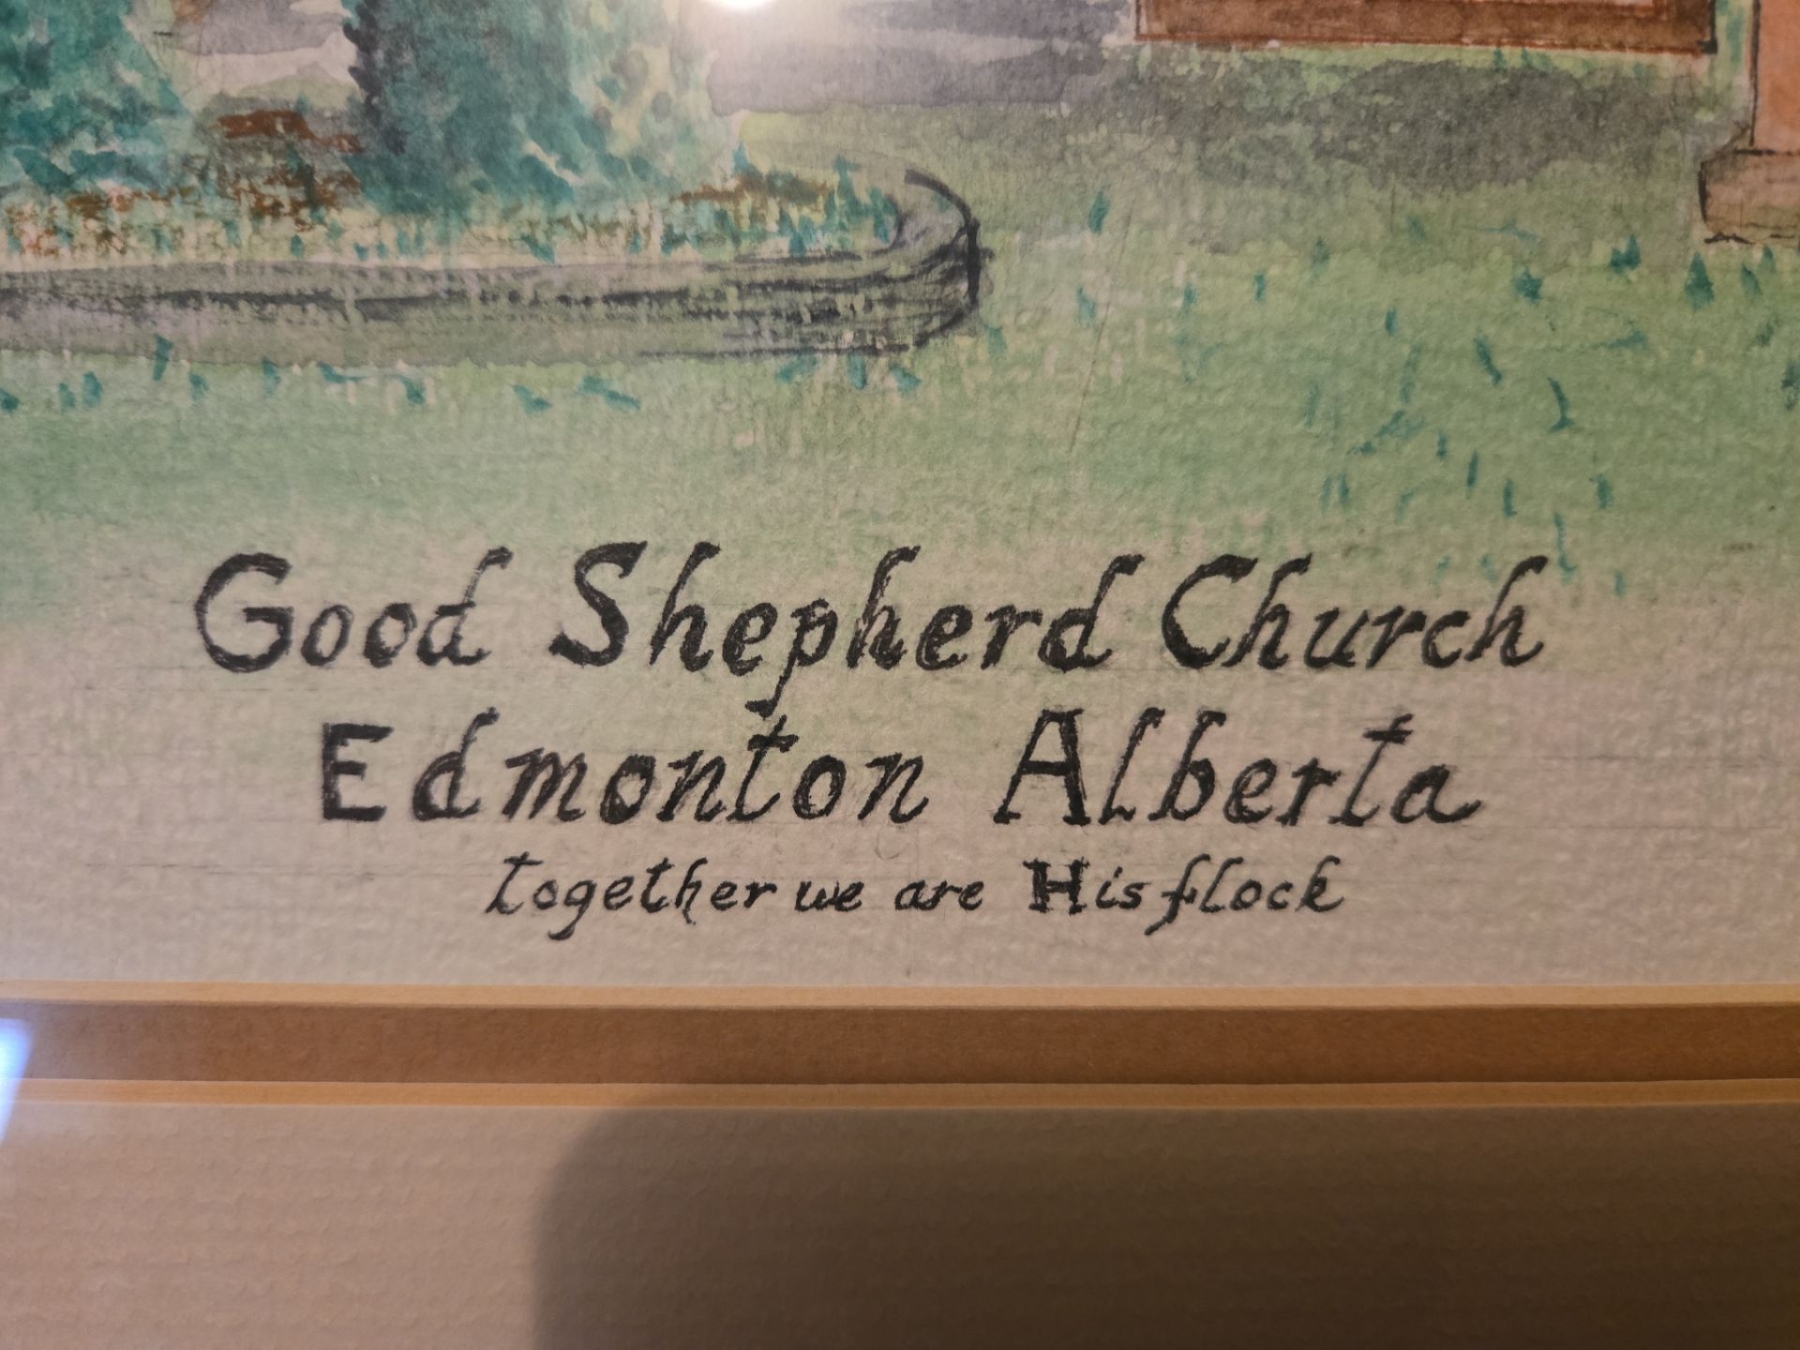 Good Shepherd Church
Edmonton Alberta
together we are His flock